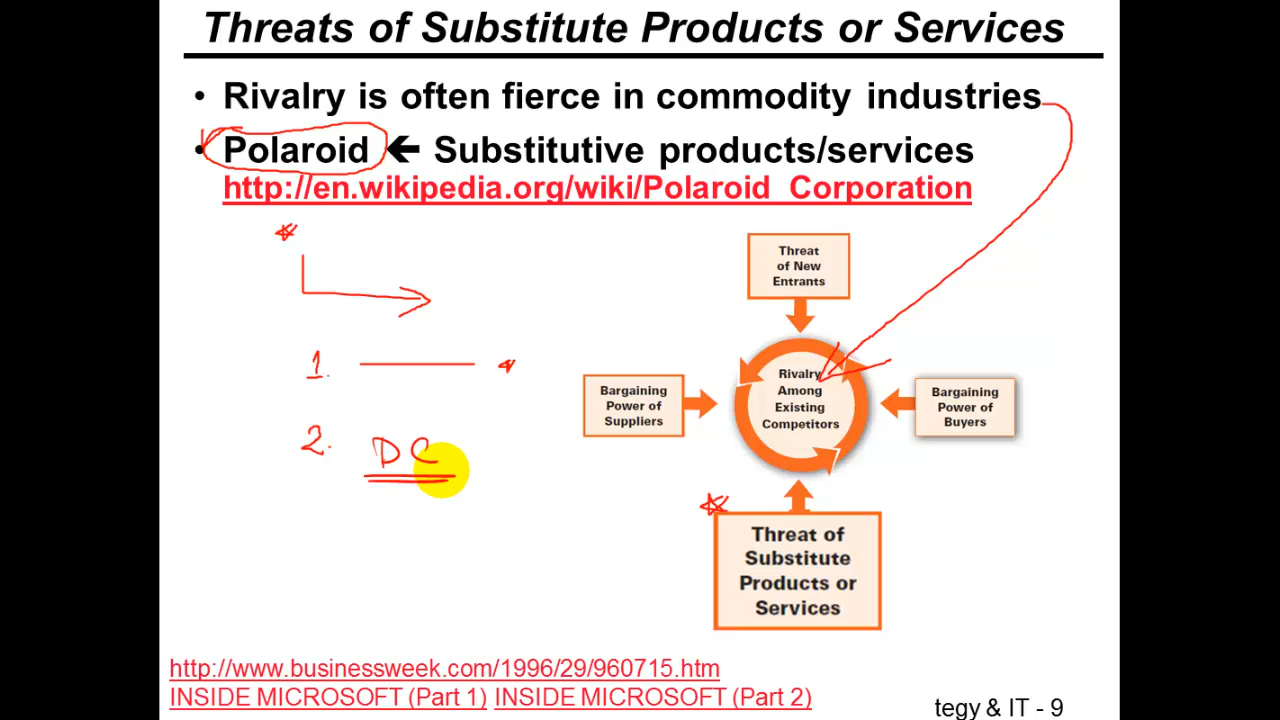 Threats of Substitute Products or Services
• Rivalry is often fierce in commodity industries
• Polaroid 🡸 Substitutive products/services
http://en.wikipedia.org/wiki/Polaroid_Corporation
Threat
of New
Entrants
Bargaining
Power of
Suppliers
Rivalry
Among
Existing
Competitors
Bargaining
Power of
Buyers
1.
2. DC
Threat of
Substitute
Products or
Services
http://www.businessweek.com/1996/29/960715.htm
INSIDE MICROSOFT (Part 1) INSIDE MICROSOFT (Part 2)
tegy & IT - 9